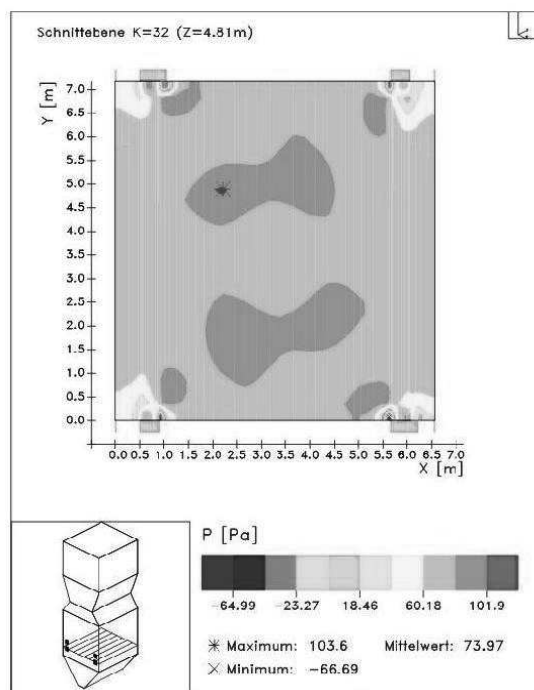 Schnittebene K=32 (Z=4.81m)
Y [m]
7.0
6.5
6.0
5.5
5.0
4.5
4.0
3.5
3.0
2.5
2.0
1.5
1.0
0.5
0.0
0.0 0.5 1.0 1.5 2.0 2.5 3.0 3.5 4.0 4.5 5.0 5.5 6.0 6.5 7.0
X [m]
P [Pa]
-64.99 -23.27 18.46 60.18 101.9
Maximum: 103.6 Mittelwert: 73.97
Minimum: -66.69